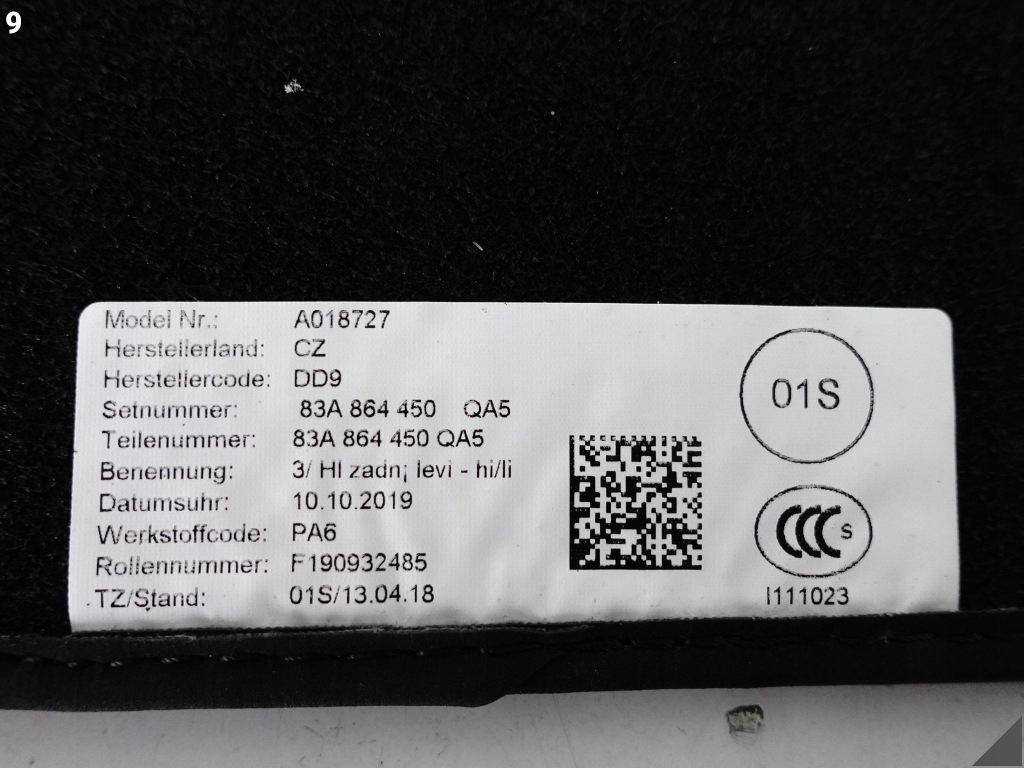 9
Model Nr.: A018727
Herstellerland: CZ
Herstellercode: DD9
Setnummer: 83A 864 450 QA5
Teilenummer: 83A 864 450 QA5
Benennung: 3/ HI zadn¡ levi - hi/li
Datumsuhr: 10.10.2019
Werkstoffcode: PA6
Rollennummer: F190932485
TZ/Stand: 01S/13.04.18
01S
CCC S
I111023